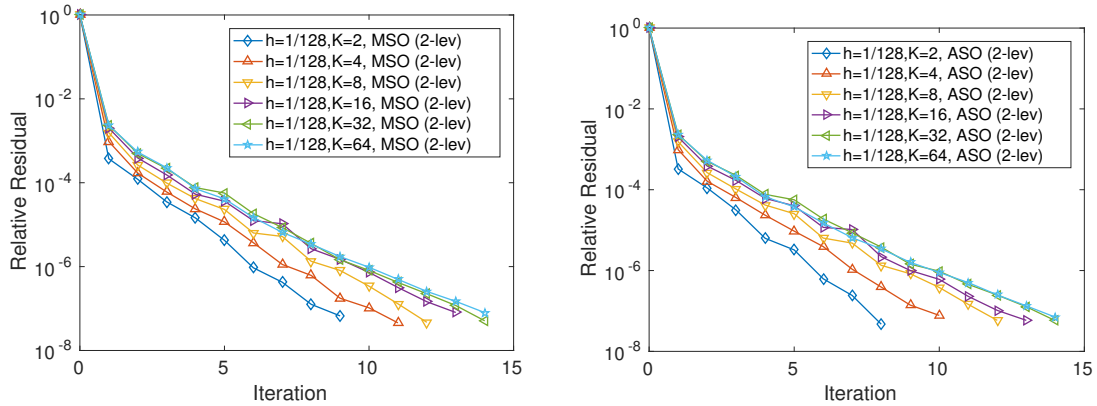 10^0
10^-2
10^-4
10^-6
10^-8
Relative Residual
0 5 10 15
Iteration
h=1/128,K=2, MSO (2-lev)
h=1/128,K=4, MSO (2-lev)
h=1/128,K=8, MSO (2-lev)
h=1/128,K=16, MSO (2-lev)
h=1/128,K=32, MSO (2-lev)
h=1/128,K=64, MSO (2-lev)
10^0
10^-2
10^-4
10^-6
10^-8
Relative Residual
0 5 10 15
Iteration
h=1/128,K=2, ASO (2-lev)
h=1/128,K=4, ASO (2-lev)
h=1/128,K=8, ASO (2-lev)
h=1/128,K=16, ASO (2-lev)
h=1/128,K=32, ASO (2-lev)
h=1/128,K=64, ASO (2-lev)